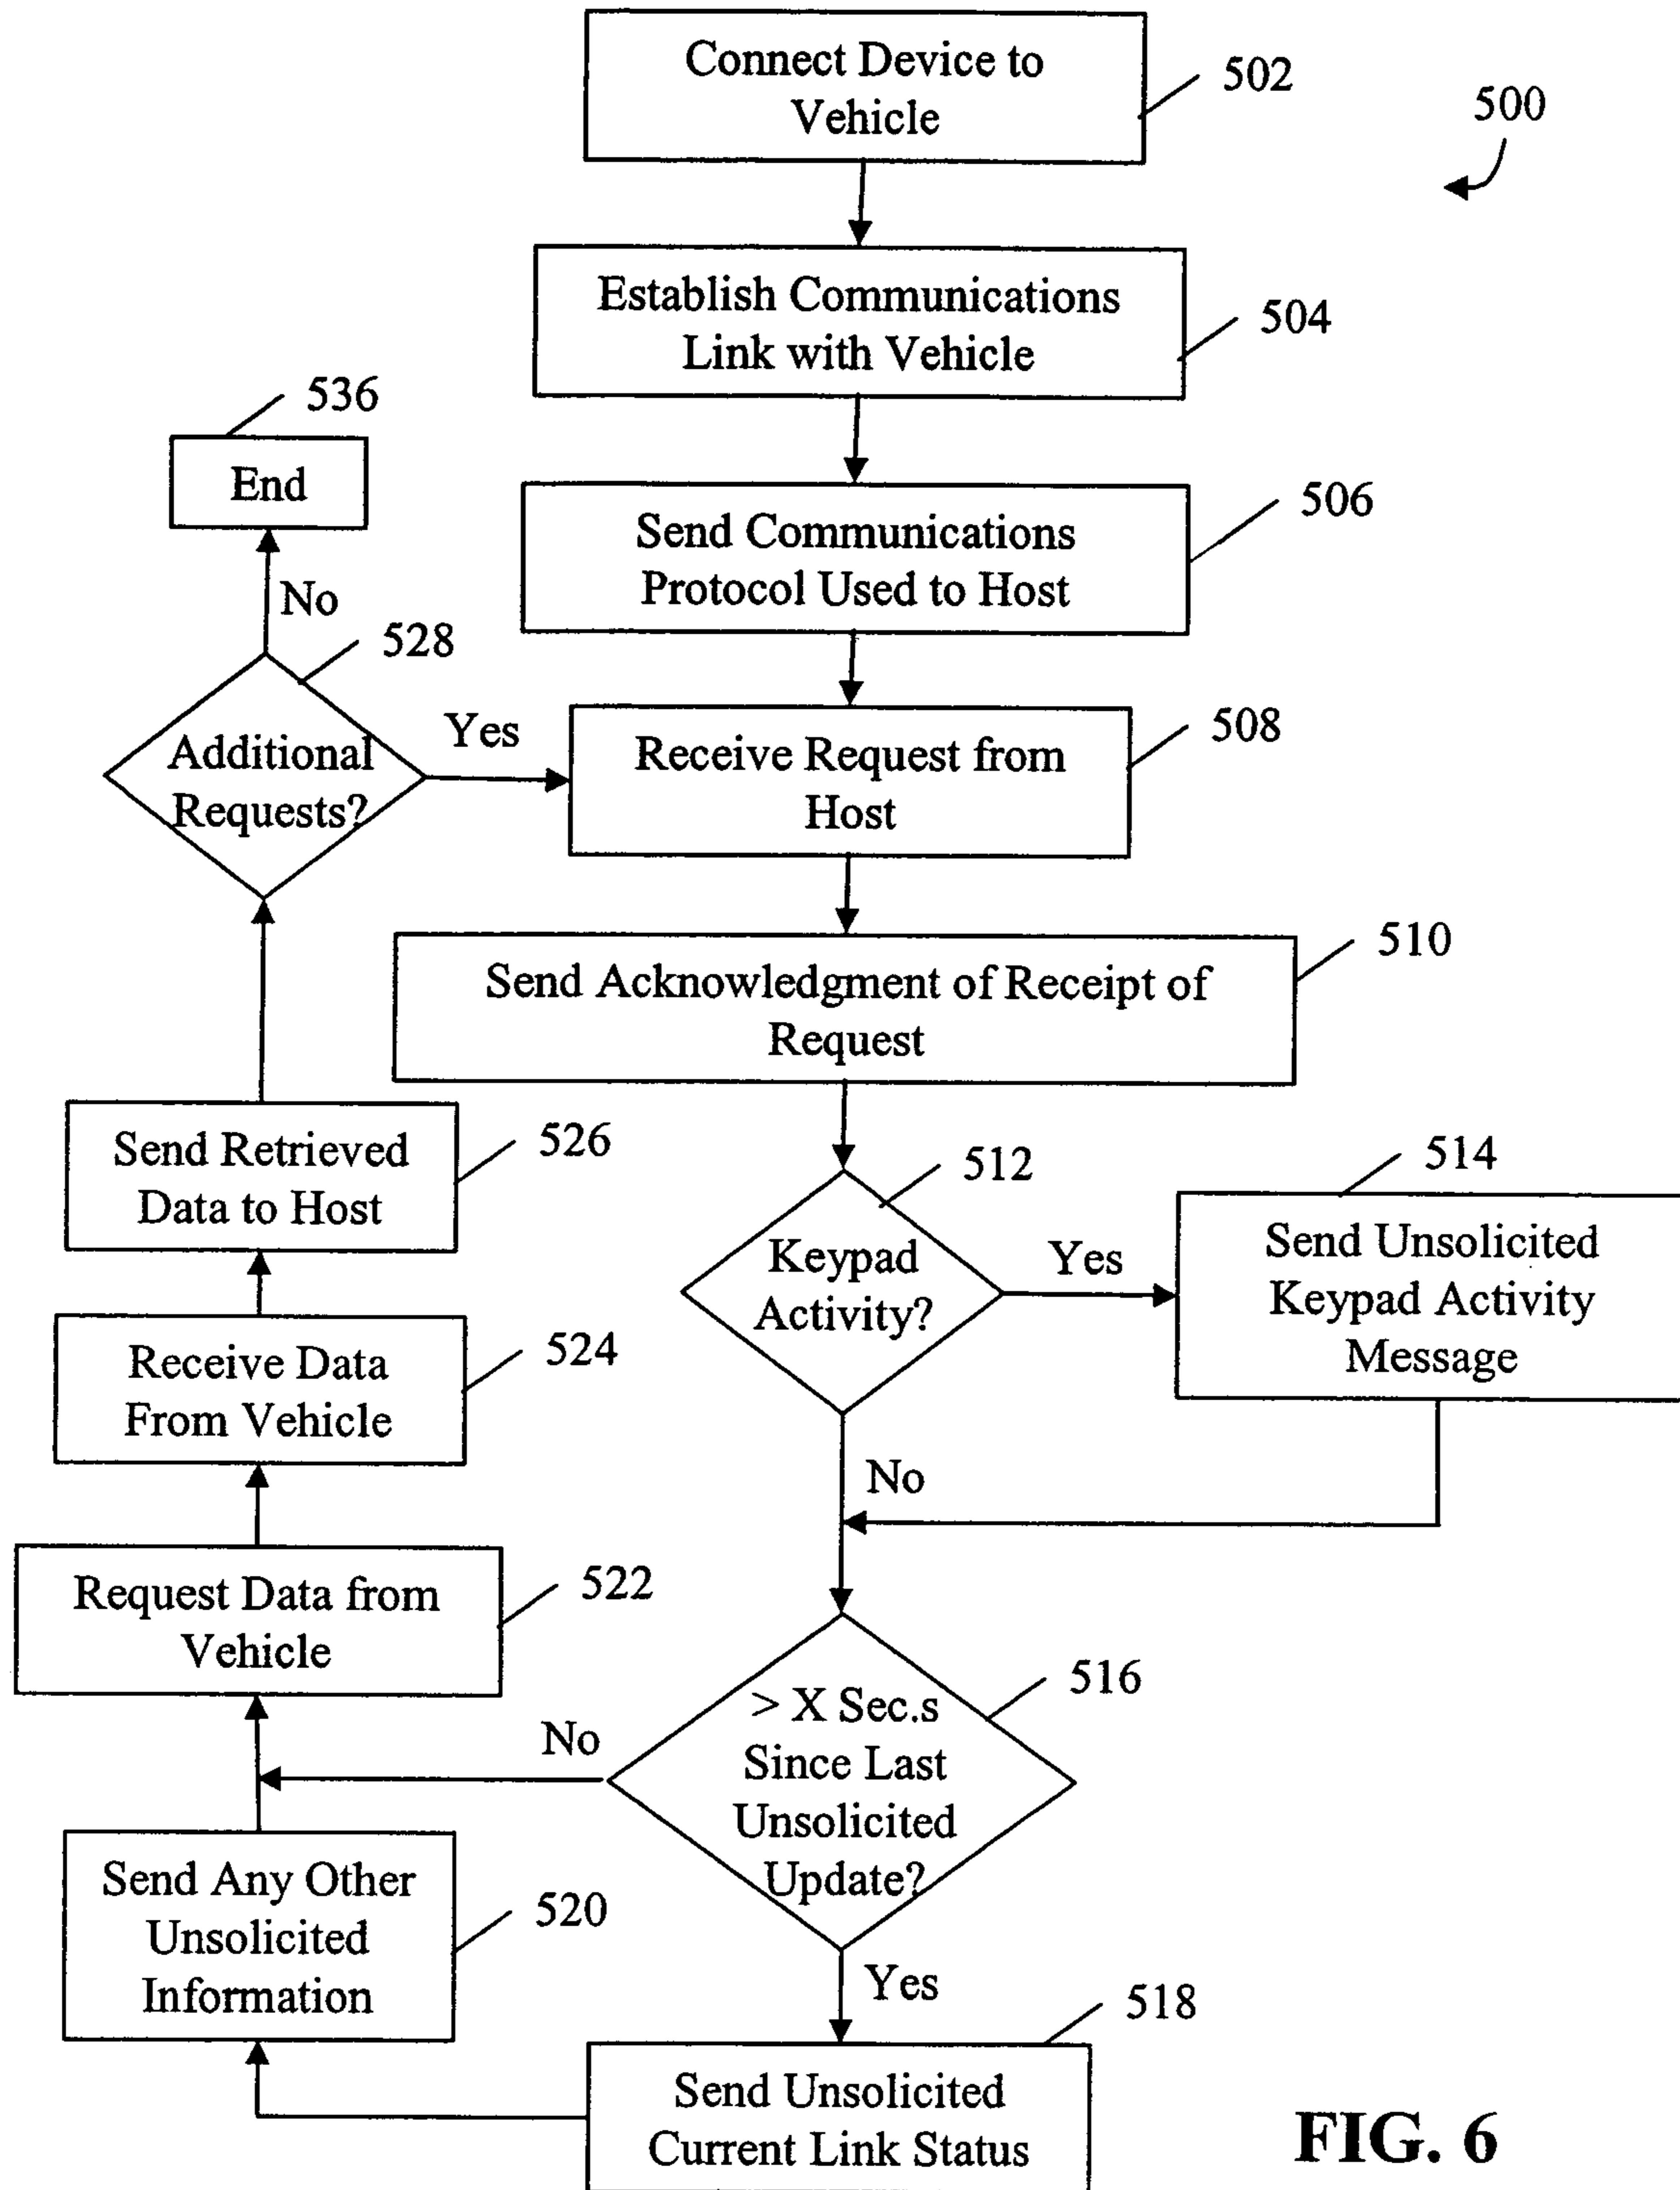 Connect Device to
Vehicle
502
500
Establish Communications
Link with Vehicle
504
536
End
Send Communications
Protocol Used to Host
506
No
528
Additional
Requests?
Yes
Receive Request from
Host
508
Send Acknowledgment of Receipt of
Request
510
Send Retrieved
Data to Host
526
512
Keypad
Activity?
Yes
514
Send Unsolicited
Keypad Activity
Message
Receive Data
From Vehicle
524
No
Request Data from
Vehicle
522
516
> X Sec.s
Since Last
Unsolicited
Update?
No
Send Any Other
Unsolicited
Information
520
Yes
518
Send Unsolicited
Current Link Status
FIG. 6